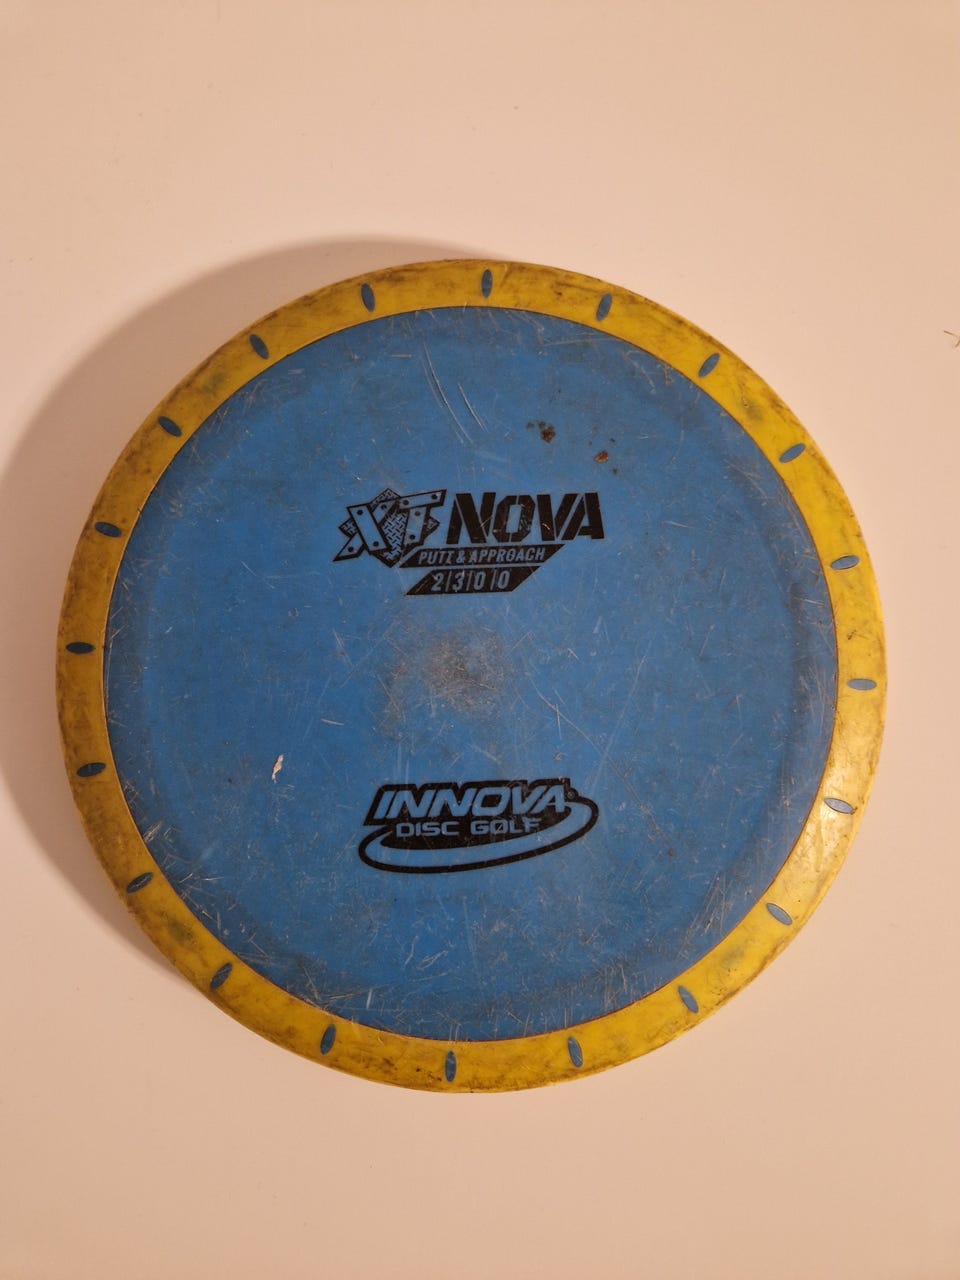 XT NOVA
PUTT & APPROACH
2|3|0|0
INNOVA®
DISC GOLF